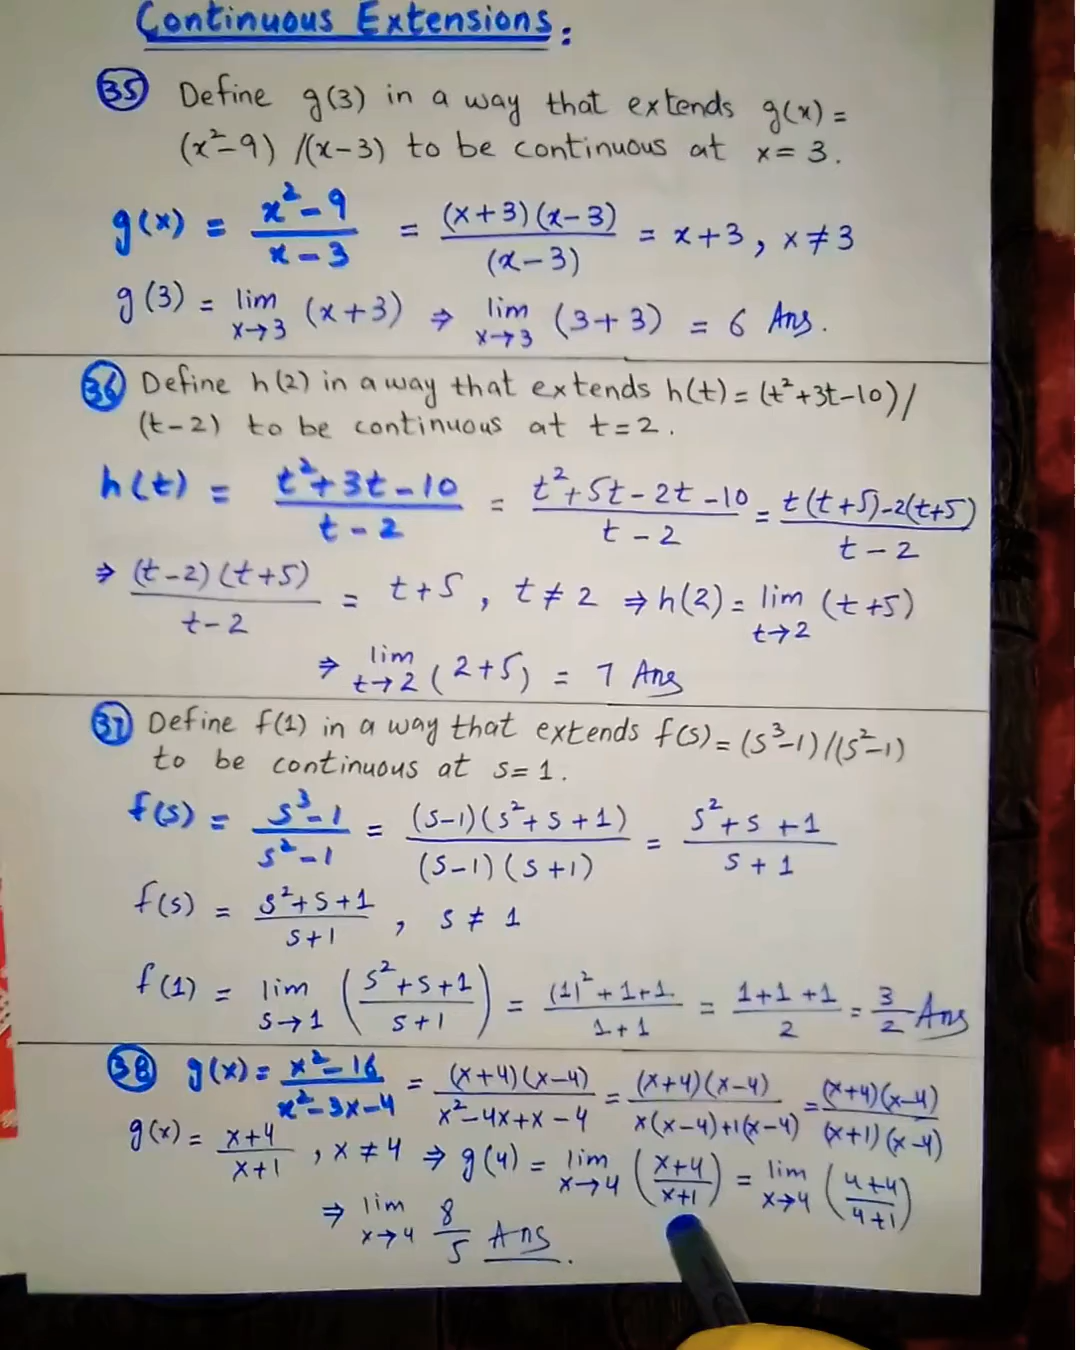 Continuous Extensions:
35 Define g(3) in a way that extends g(x) =
(x²-9) /(x-3) to be continuous at x = 3.
g(x) = x²-9 / x-3 = (x+3)(x-3) / (x-3) = x+3, x≠3
g(3) = lim x→3 (x+3) ⇒ lim x→3 (3+3) = 6 Ans.
36 Define h(2) in a way that extends h(t) = (t²+3t-10)/
(t-2) to be continuous at t=2.
h(t) = t²+3t-10 / t-2 = t²+5t-2t-10 / t-2 = t(t+5)-2(t+5) / t-2
⇒ (t-2)(t+5) / t-2 = t+5, t≠2 ⇒ h(2) = lim t→2 (t+5)
⇒ lim t→2 (2+5) = 7 Ans
37 Define f(1) in a way that extends f(s) = (s³-1)/(s²-1)
to be continuous at s=1.
f(s) = s³-1 / s²-1 = (s-1)(s²+s+1) / (s-1)(s+1) = s²+s+1 / s+1
f(s) = s²+s+1 / s+1, s≠1
f(1) = lim s→1 (s²+s+1 / s+1) = (1)²+1+1 / 1+1 = 1+1+1 / 2 = 3/2 Ans
38 g(x) = x²-16 / x²-3x-4 = (x+4)(x-4) / x²-4x+x-4 = (x+4)(x-4) / x(x-4)+1(x-4) = (x+4)(x-4) / (x+1)(x-4)
g(x) = x+4 / x+1, x≠4 ⇒ g(4) = lim x→4 (x+4 / x+1) = lim x→4 (4+4 / 4+1)
⇒ lim x→4 8/5 Ans.